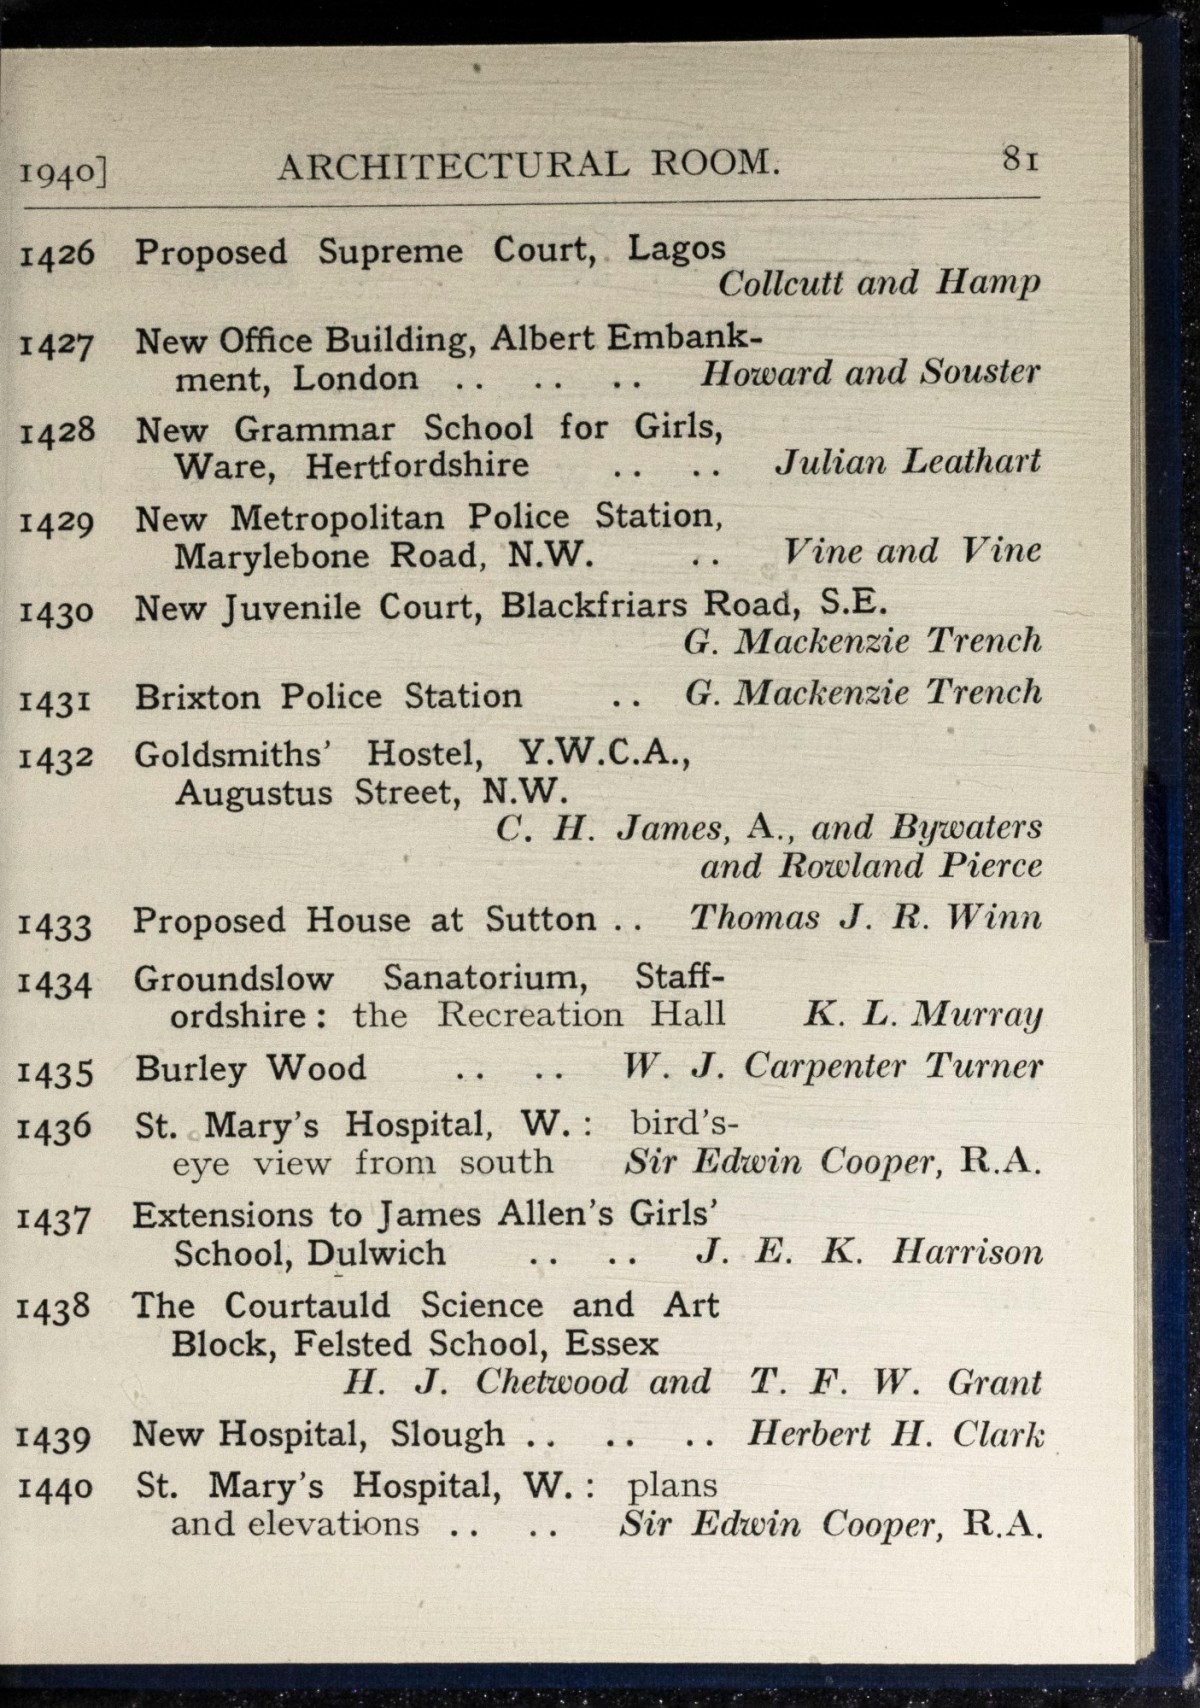 1940] ARCHITECTURAL ROOM. 81
1426 Proposed Supreme Court, Lagos
Collcutt and Hamp
1427 New Office Building, Albert Embank-
ment, London .. .. .. Howard and Souster
1428 New Grammar School for Girls,
Ware, Hertfordshire .. .. Julian Leathart
1429 New Metropolitan Police Station,
Marylebone Road, N.W. .. Vine and Vine
1430 New Juvenile Court, Blackfriars Road, S.E.
G. Mackenzie Trench
1431 Brixton Police Station .. G. Mackenzie Trench
1432 Goldsmiths' Hostel, Y.W.C.A.,
Augustus Street, N.W.
C. H. James, A., and Bywaters
and Rowland Pierce
1433 Proposed House at Sutton .. Thomas J. R. Winn
1434 Groundslow Sanatorium, Staff-
ordshire : the Recreation Hall K. L. Murray
1435 Burley Wood .. .. W. J. Carpenter Turner
1436 St. Mary's Hospital, W. : bird's-
eye view from south Sir Edwin Cooper, R.A.
1437 Extensions to James Allen's Girls'
School, Dulwich .. .. J. E. K. Harrison
1438 The Courtauld Science and Art
Block, Felsted School, Essex
H. J. Chetwood and T. F. W. Grant
1439 New Hospital, Slough .. .. .. Herbert H. Clark
1440 St. Mary's Hospital, W. : plans
and elevations .. .. Sir Edwin Cooper, R.A.